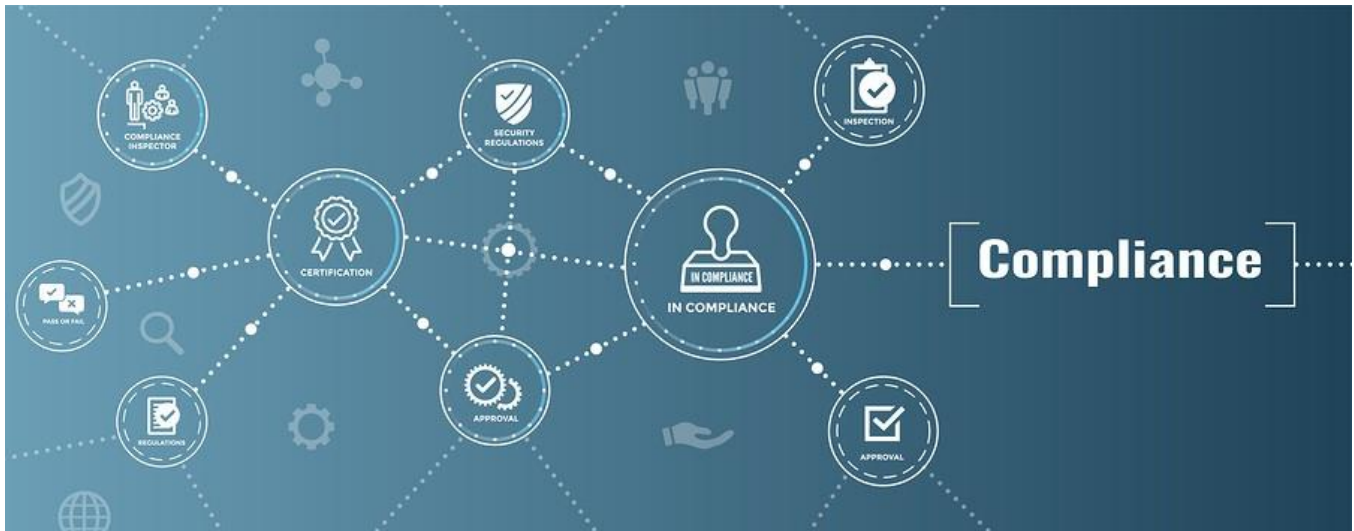 COMPLIANCE
INSPECTOR
SECURITY
REGULATIONS
INSPECTION
CERTIFICATION
IN COMPLIANCE
IN COMPLIANCE
Compliance
PASS OR FAIL
REGULATIONS
APPROVAL
APPROVAL